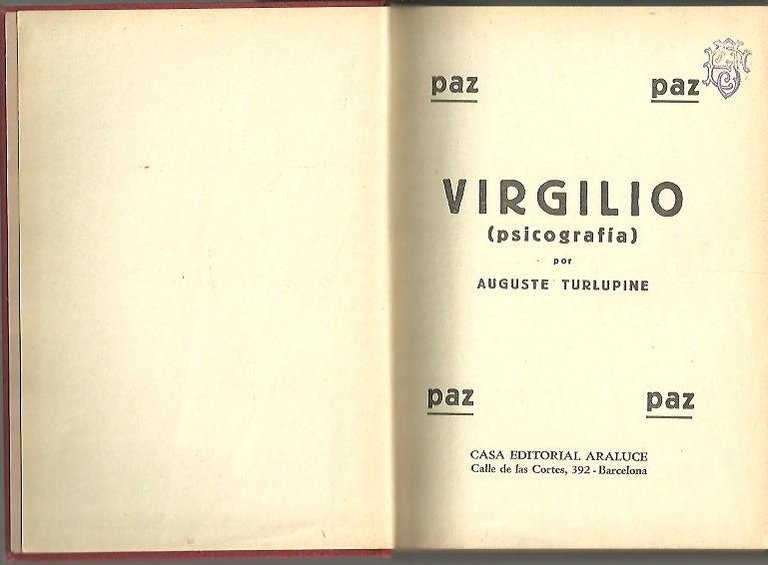 paz paz
VIRGILIO
(psicografía)
por
AUGUSTE TURLUPINE
paz paz
CASA EDITORIAL ARALUCE
Calle de las Cortes, 392 - Barcelona